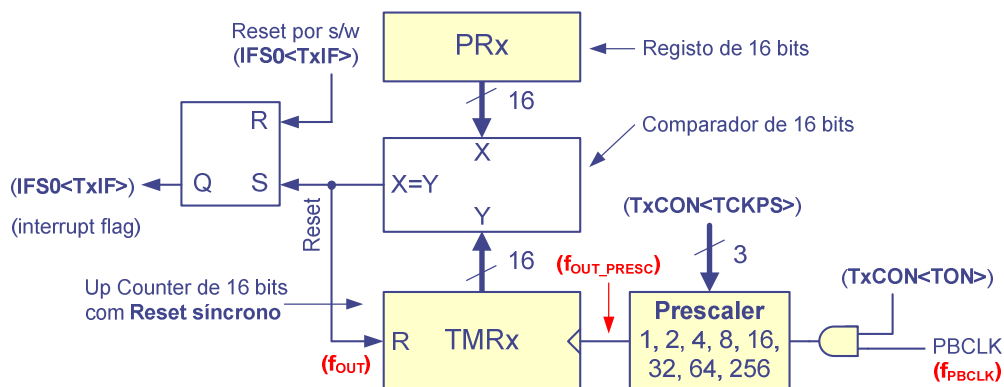 Reset por s/w
(IFS0<TxIF>)
PRx
Registo de 16 bits
16
R
Q
S
(IFS0<TxIF>)
(interrupt flag)
X
X=Y
Y
Comparador de 16 bits
Reset
(TxCON<TCKPS>)
3
16
(fOUT_PRESC)
Up Counter de 16 bits
com Reset síncrono
R
TMRx
(fOUT)
Prescaler
1, 2, 4, 8, 16,
32, 64, 256
(TxCON<TON>)
PBCLK
(fPBCLK)